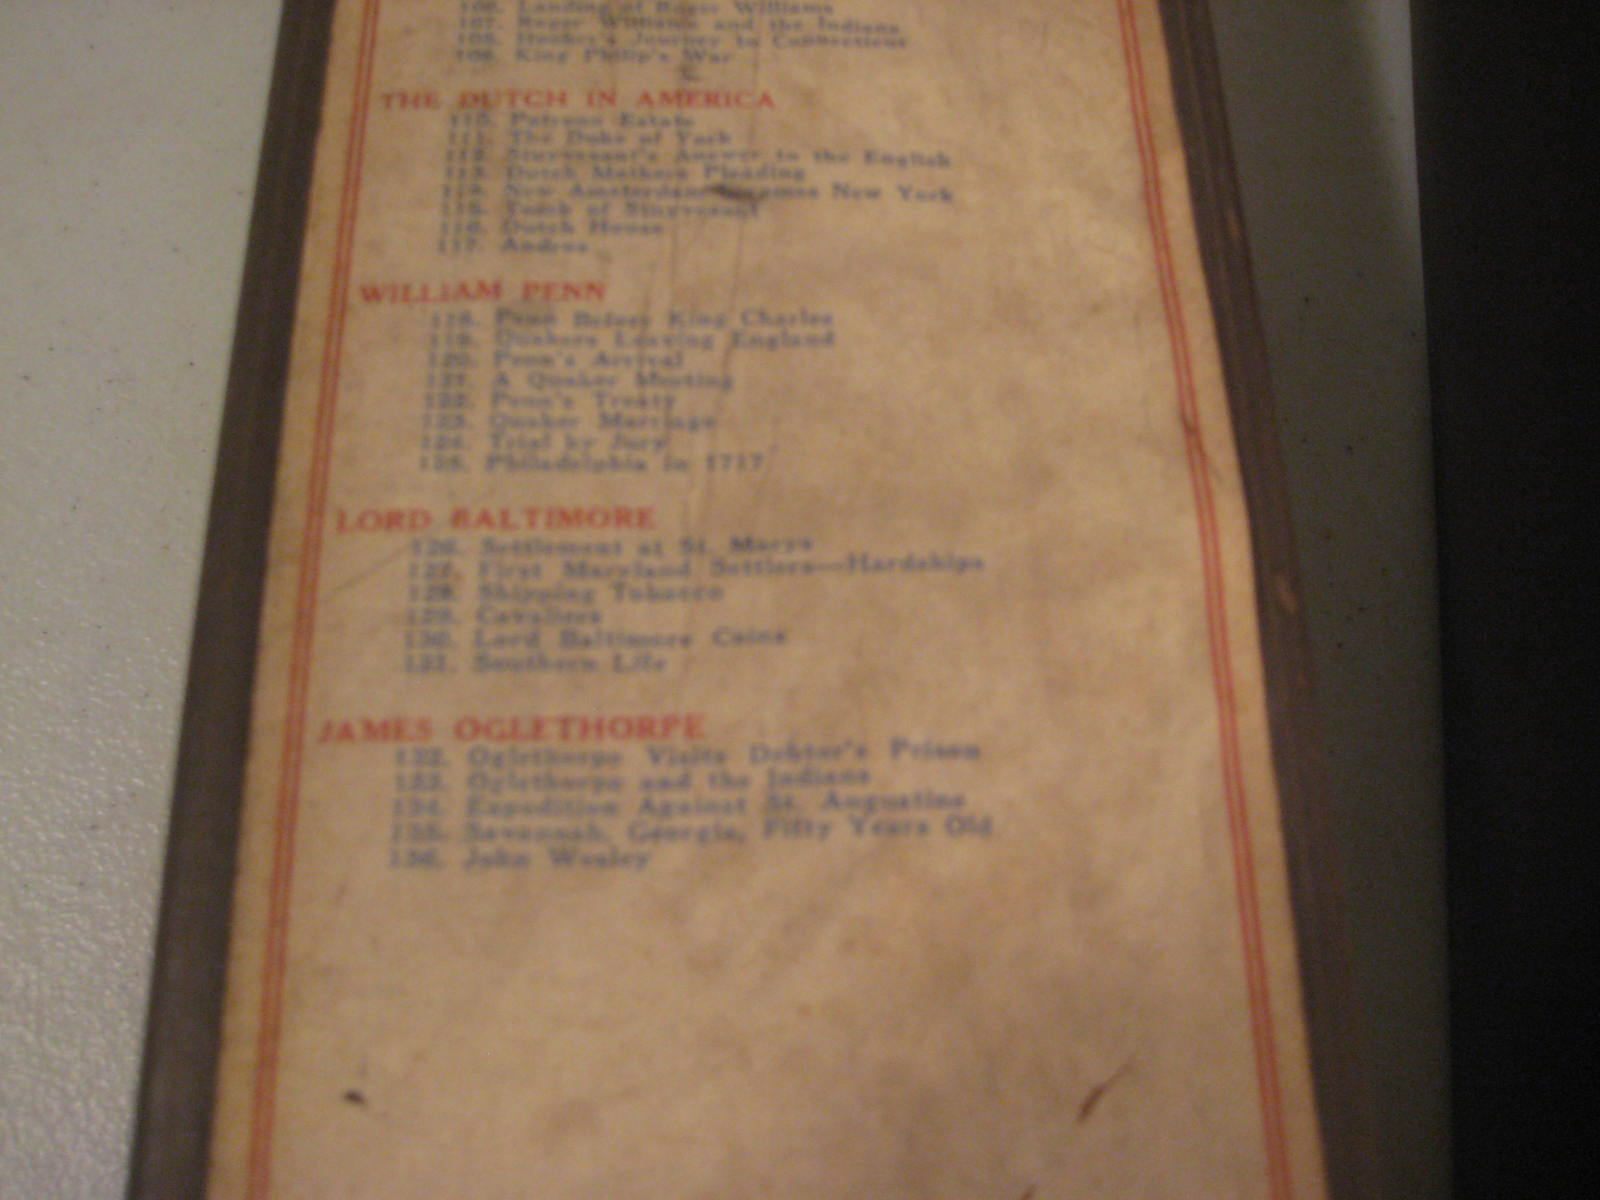 106. Landing of Roger Williams
107. Roger Williams and the Indians
108. Hooker's Journey to Connecticut
109. King Philip's War
THE DUTCH IN AMERICA
110. Patroon Estate
111. The Duke of York
112. Stuyvesant's Answer to the English
113. Dutch Mothers Pleading
114. New Amsterdam Becomes New York
115. Tomb of Stuyvesant
116. Dutch House
117. Andros
WILLIAM PENN
118. Penn Before King Charles
119. Quakers Leaving England
120. Penn's Arrival
121. A Quaker Meeting
122. Penn's Treaty
123. Quaker Marriage
124. Trial by Jury
125. Philadelphia in 1717
LORD BALTIMORE
126. Settlement at St. Marys
127. First Maryland Settlers—Hardships
128. Shipping Tobacco
129. Cavaliers
130. Lord Baltimore Coins
131. Southern Life
JAMES OGLETHORPE
132. Oglethorpe Visits Debtor's Prison
133. Oglethorpe and the Indians
134. Expedition Against St. Augustine
135. Savannah, Georgia, Fifty Years Old
136. John Wesley